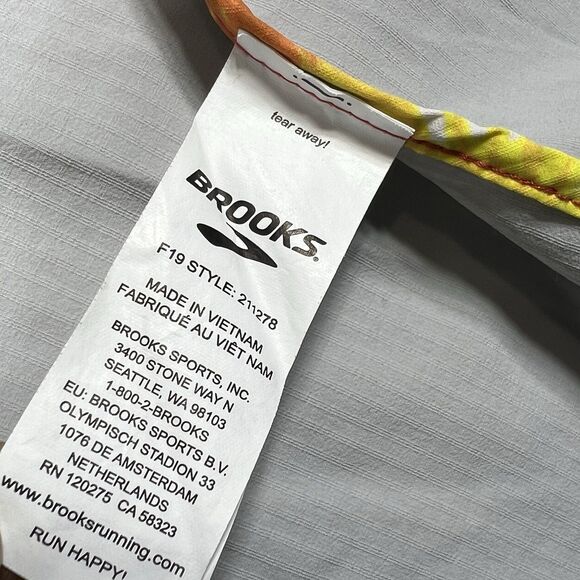 tear away!
BROOKS
F19 STYLE: 211278
MADE IN VIETNAM
FABRIQUÉ AU VIÊT NAM
BROOKS SPORTS, INC.
3400 STONE WAY N
SEATTLE, WA 98103
1-800-2-BROOKS
EU: BROOKS SPORTS B.V.
OLYMPISCH STADION 33
1076 DE AMSTERDAM
NETHERLANDS
RN 120275 CA 58323
www.brooksrunning.com
RUN HAPPY!